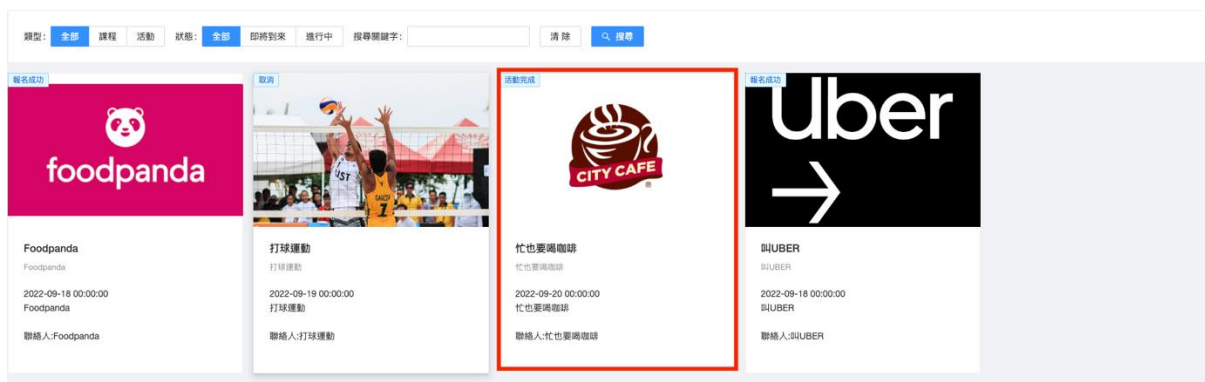 類型: 全部 課程 活動 狀態: 全部 即將到來 進行中 搜尋關鍵字: 清 除 搜尋
報名成功
foodpanda
Foodpanda
Foodpanda
2022-09-18 00:00:00
Foodpanda
聯絡人:Foodpanda
取消
UST
GARCIA
1
打球運動
打球運動
2022-09-19 00:00:00
打球運動
聯絡人:打球運動
活動完成
CITY CAFE
®
忙也要喝咖啡
忙也要喝咖啡
2022-09-20 00:00:00
忙也要喝咖啡
聯絡人:忙也要喝咖啡
報名成功
Uber
叫UBER
叫UBER
2022-09-18 00:00:00
叫UBER
聯絡人:叫UBER